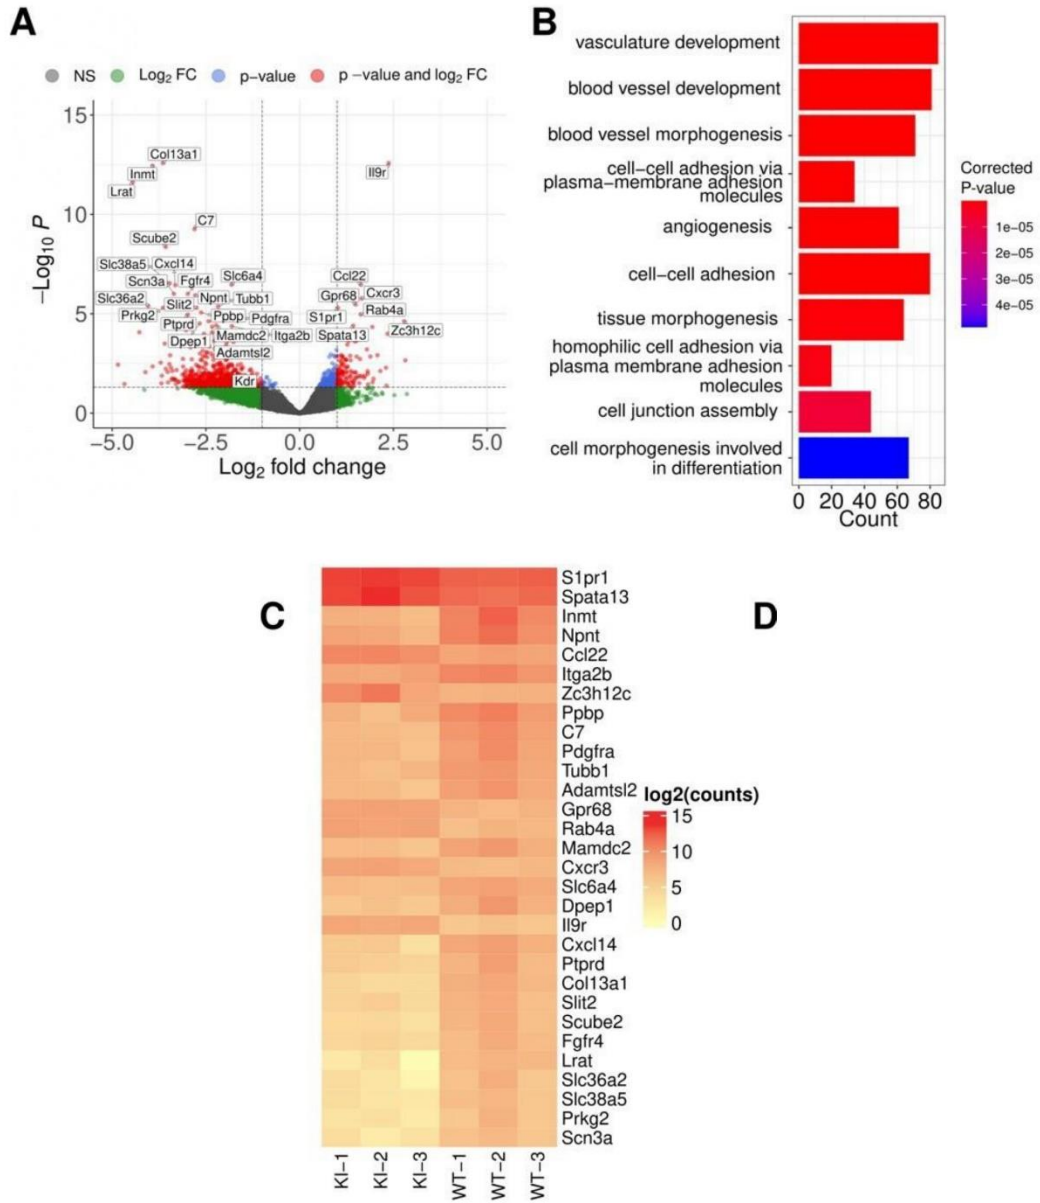 A
NS
Log2 FC
p−value
p −value and log2 FC
−Log10 P
15
10
5
0
Col13a1
Inmt
Lrat
Il9r
C7
Scube2
Slc38a5
Cxcl14
Scn3a
Fgfr4
Slc6a4
Ccl22
Slc36a2
Slit2
Npnt
Tubb1
Gpr68
Cxcr3
Rab4a
Prkg2
Ptprd
Ppbp
Pdgfra
S1pr1
Zc3h12c
Dpep1
Mamdc2
Itga2b
Spata13
Adamtsl2
Kdr
−5.0
−2.5
0.0
2.5
5.0
Log2 fold change
B
vasculature development
blood vessel development
blood vessel morphogenesis
cell−cell adhesion via
plasma−membrane adhesion
molecules
angiogenesis
cell−cell adhesion
tissue morphogenesis
homophilic cell adhesion via
plasma membrane adhesion
molecules
cell junction assembly
cell morphogenesis involved
in differentiation
0 20 40 60 80
Count
Corrected
P-value
1e−05
2e−05
3e−05
4e−05
C
S1pr1
Spata13
Inmt
Npnt
Ccl22
Itga2b
Zc3h12c
Ppbp
C7
Pdgfra
Tubb1
Adamtsl2
Gpr68
Rab4a
Mamdc2
Cxcr3
Slc6a4
Dpep1
Il9r
Cxcl14
Ptprd
Col13a1
Slit2
Scube2
Fgfr4
Lrat
Slc36a2
Slc38a5
Prkg2
Scn3a
KI−1
KI−2
KI−3
WT−1
WT−2
WT−3
log2(counts)
15
10
5
0
D